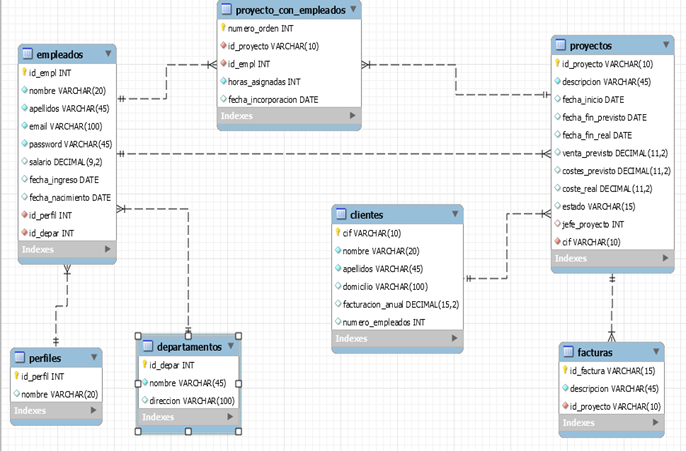 proyecto_con_empleados
numero_orden INT
id_proyecto VARCHAR(10)
id_empl INT
horas_asignadas INT
fecha_incorporacion DATE
Indexes
empleados
id_empl INT
nombre VARCHAR(20)
apellidos VARCHAR(45)
email VARCHAR(100)
password VARCHAR(45)
salario DECIMAL(9,2)
fecha_ingreso DATE
fecha_nacimiento DATE
id_perfil INT
id_depar INT
Indexes
proyectos
id_proyecto VARCHAR(10)
descripcion VARCHAR(45)
fecha_inicio DATE
fecha_fin_previsto DATE
fecha_fin_real DATE
venta_previsto DECIMAL(11,2)
costes_previsto DECIMAL(11,2)
coste_real DECIMAL(11,2)
estado VARCHAR(15)
jefe_proyecto INT
cif VARCHAR(10)
Indexes
clientes
cif VARCHAR(10)
nombre VARCHAR(20)
apellidos VARCHAR(45)
domicilio VARCHAR(100)
facturacion_anual DECIMAL(15,2)
numero_empleados INT
Indexes
perfiles
id_perfil INT
nombre VARCHAR(20)
Indexes
departamentos
id_depar INT
nombre VARCHAR(45)
direccion VARCHAR(100)
Indexes
facturas
id_factura VARCHAR(15)
descripcion VARCHAR(45)
id_proyecto VARCHAR(10)
Indexes